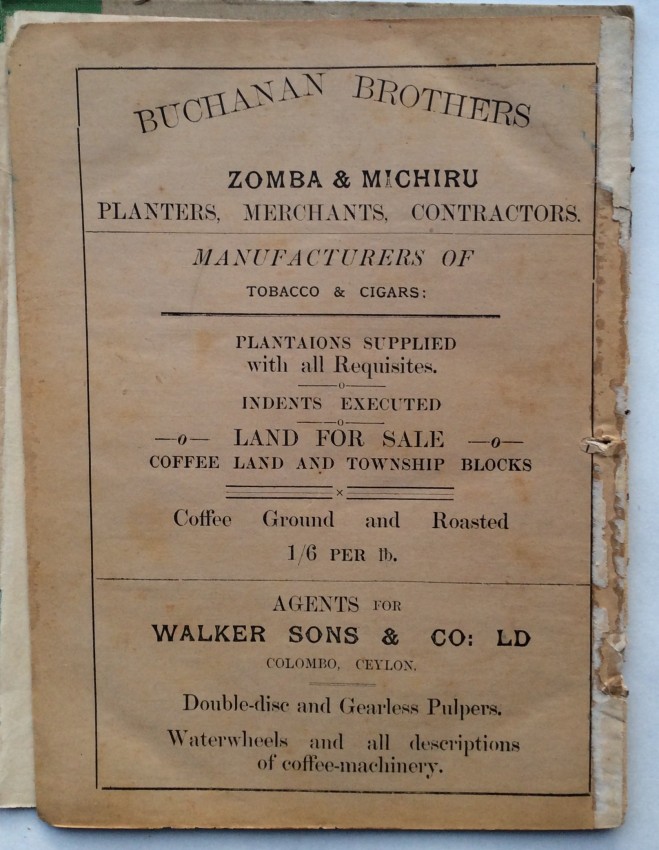 BUCHANAN BROTHERS
ZOMBA & MICHIRU
PLANTERS, MERCHANTS, CONTRACTORS.
MANUFACTURERS OF
TOBACCO & CIGARS:
PLANTAIONS SUPPLIED
with all Requisites.
o
INDENTS EXECUTED
o
—o— LAND FOR SALE —o—
COFFEE LAND AND TOWNSHIP BLOCKS
x
Coffee Ground and Roasted
1/6 PER lb.
AGENTS FOR
WALKER SONS & CO: LD
COLOMBO, CEYLON.
Double-disc and Gearless Pulpers.
Waterwheels and all descriptions
of coffee-machinery.